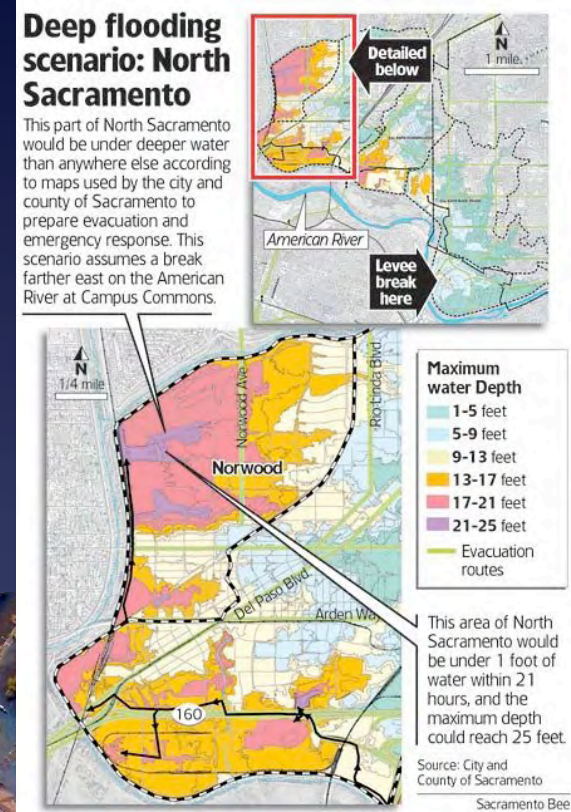 Deep flooding
scenario: North
Sacramento
This part of North Sacramento
would be under deeper water
than anywhere else according
to maps used by the city and
county of Sacramento to
prepare evacuation and
emergency response. This
scenario assumes a break
farther east on the American
River at Campus Commons.
Detailed
below
N
1 mile
American River
Levee
break
here
N
1/4 mile
Norwood Ave
Rio Linda Blvd.
Norwood
Del Paso Blvd.
Arden Way
160
Maximum
water Depth
1-5 feet
5-9 feet
9-13 feet
13-17 feet
17-21 feet
21-25 feet
Evacuation
routes
This area of North
Sacramento would
be under 1 foot of
water within 21
hours, and the
maximum depth
could reach 25 feet.
Source: City and
County of Sacramento
Sacramento Bee